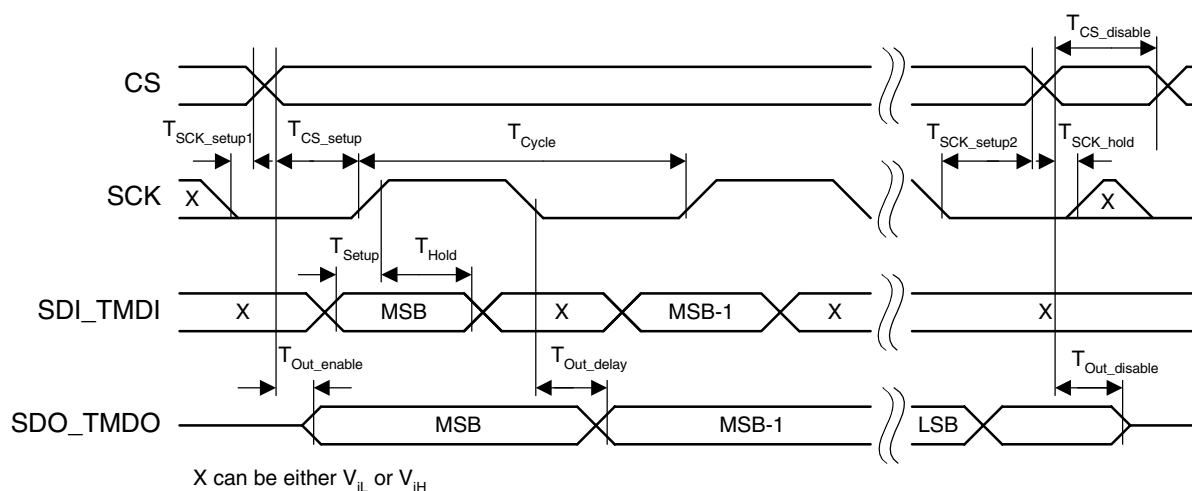 T_CS_disable
CS
T_SCK_setup1 T_CS_setup T_Cycle T_SCK_setup2 T_SCK_hold
SCK X X
T_Setup T_Hold
SDI_TMDI X MSB X MSB-1 X X
T_Out_enable T_Out_delay T_Out_disable
SDO_TMDO MSB MSB-1 LSB
X can be either V_iL or V_iH